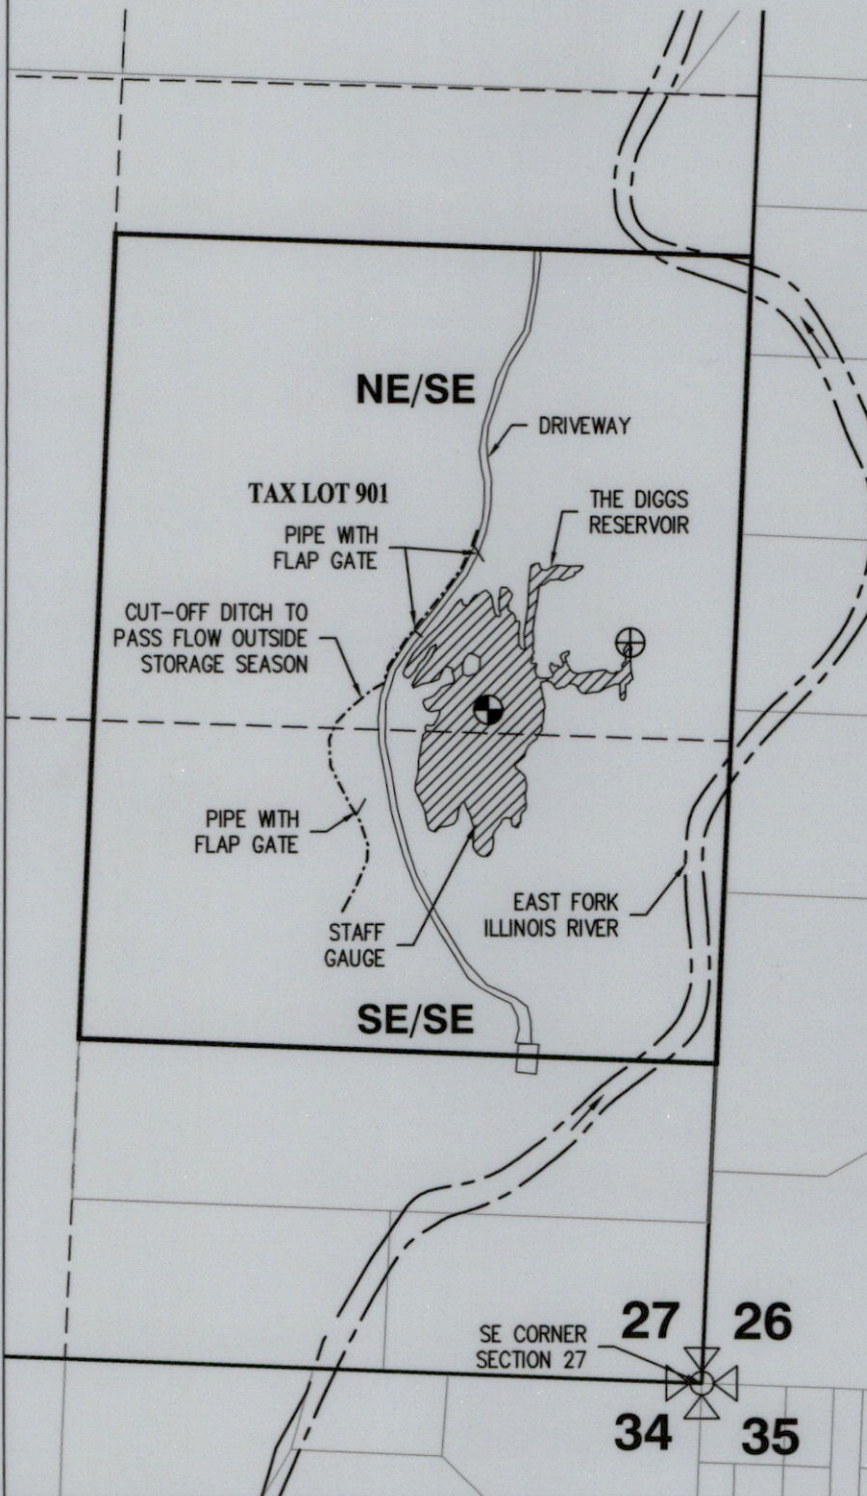 NE/SE
DRIVEWAY
TAX LOT 901
THE DIGGS
RESERVOIR
PIPE WITH
FLAP GATE
CUT-OFF DITCH TO
PASS FLOW OUTSIDE
STORAGE SEASON
PIPE WITH
FLAP GATE
EAST FORK
ILLINOIS RIVER
STAFF
GAUGE
SE/SE
SE CORNER
SECTION 27
27 26
34 35